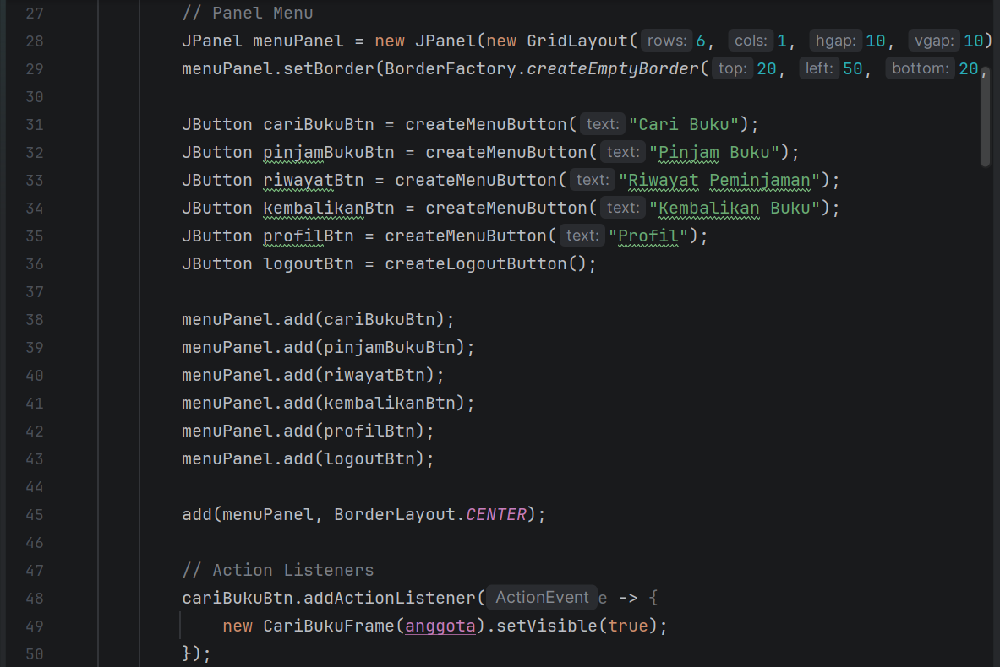 27 // Panel Menu
28 JPanel menuPanel = new JPanel(new GridLayout( rows: 6, cols: 1, hgap: 10, vgap: 10)
29 menuPanel.setBorder(BorderFactory.createEmptyBorder( top: 20, left: 50, bottom: 20,
30
31 JButton cariBukuBtn = createMenuButton( text: "Cari Buku");
32 JButton pinjamBukuBtn = createMenuButton( text: "Pinjam Buku");
33 JButton riwayatBtn = createMenuButton( text: "Riwayat Peminjaman");
34 JButton kembalikanBtn = createMenuButton( text: "Kembalikan Buku");
35 JButton profilBtn = createMenuButton( text: "Profil");
36 JButton logoutBtn = createLogoutButton();
37
38 menuPanel.add(cariBukuBtn);
39 menuPanel.add(pinjamBukuBtn);
40 menuPanel.add(riwayatBtn);
41 menuPanel.add(kembalikanBtn);
42 menuPanel.add(profilBtn);
43 menuPanel.add(logoutBtn);
44
45 add(menuPanel, BorderLayout.CENTER);
46
47 // Action Listeners
48 cariBukuBtn.addActionListener( ActionEvent e -> {
49 new CariBukuFrame(anggota).setVisible(true);
50 });